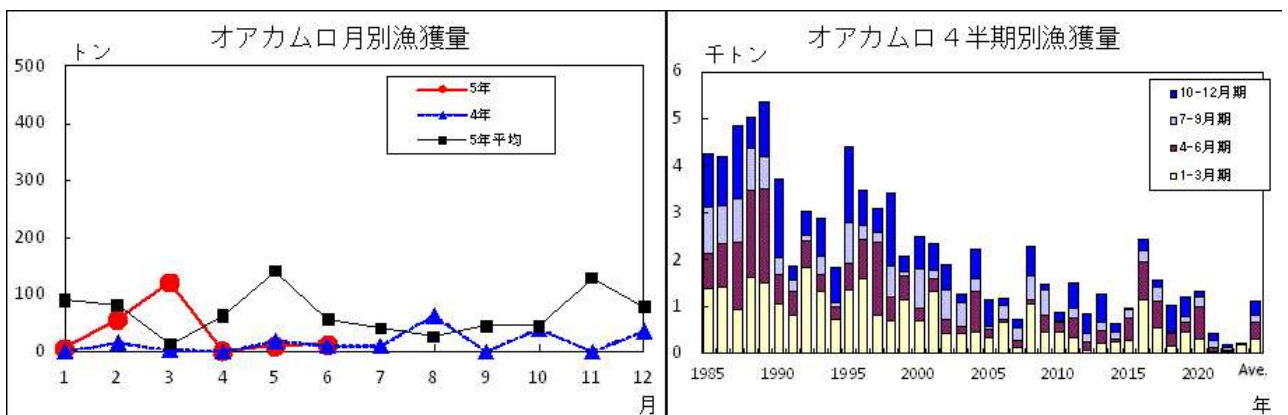 オアカムロ月別漁獲量
トン
500
400
300
200
100
0
5年
4年
5年平均
1 2 3 4 5 6 7 8 9 10 11 12
月
オアカムロ４半期別漁獲量
千トン
6
5
4
3
2
1
0
10-12月期
7-9月期
4-6月期
1-3月期
1985 1990 1995 2000 2005 2010 2015 2020 Ave.
年